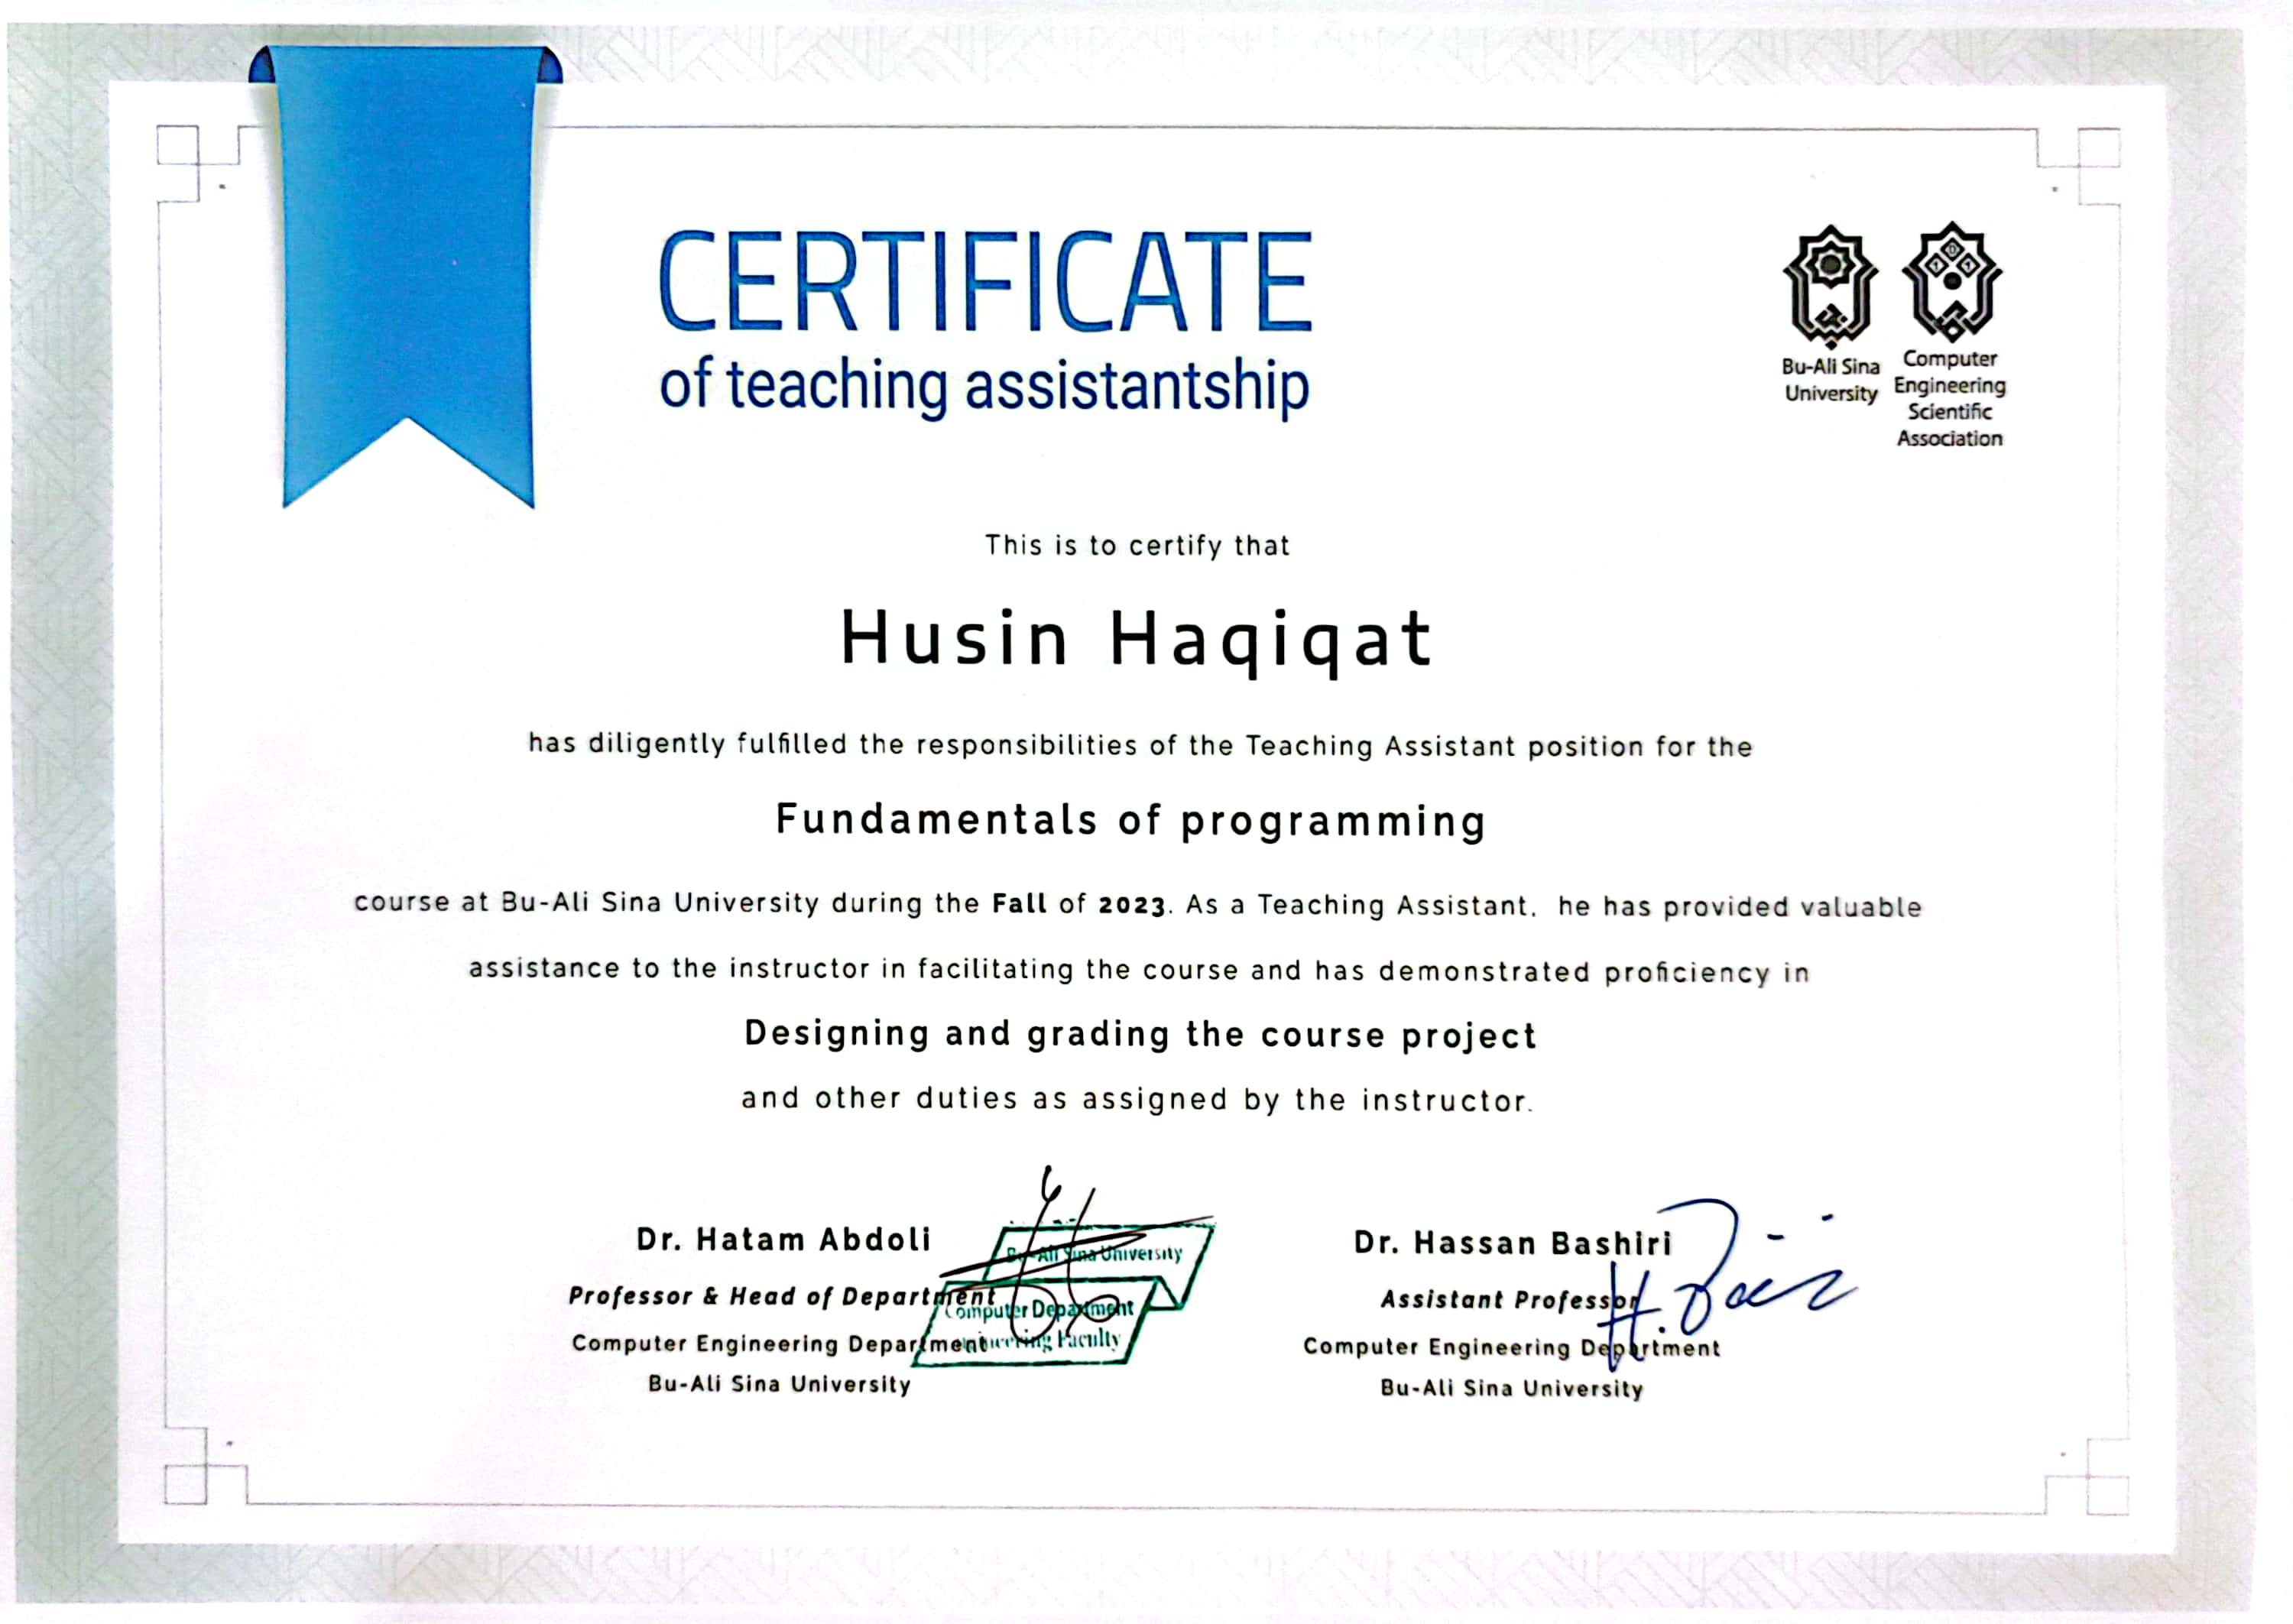 CERTIFICATE
of teaching assistantship
Bu-Ali Sina
University
Computer
Engineering
Scientific
Association
This is to certify that
Husin Haqiqat
has diligently fulfilled the responsibilities of the Teaching Assistant position for the
Fundamentals of programming
course at Bu-Ali Sina University during the Fall of 2023. As a Teaching Assistant, he has provided valuable
assistance to the instructor in facilitating the course and has demonstrated proficiency in
Designing and grading the course project
and other duties as assigned by the instructor.
Dr. Hatam Abdoli
Professor & Head of Department
Computer Engineering Department
Bu-Ali Sina University
Bu-Ali Sina University
Computer Department
Engineering Faculty
Dr. Hassan Bashiri
Assistant Professor
Computer Engineering Department
Bu-Ali Sina University